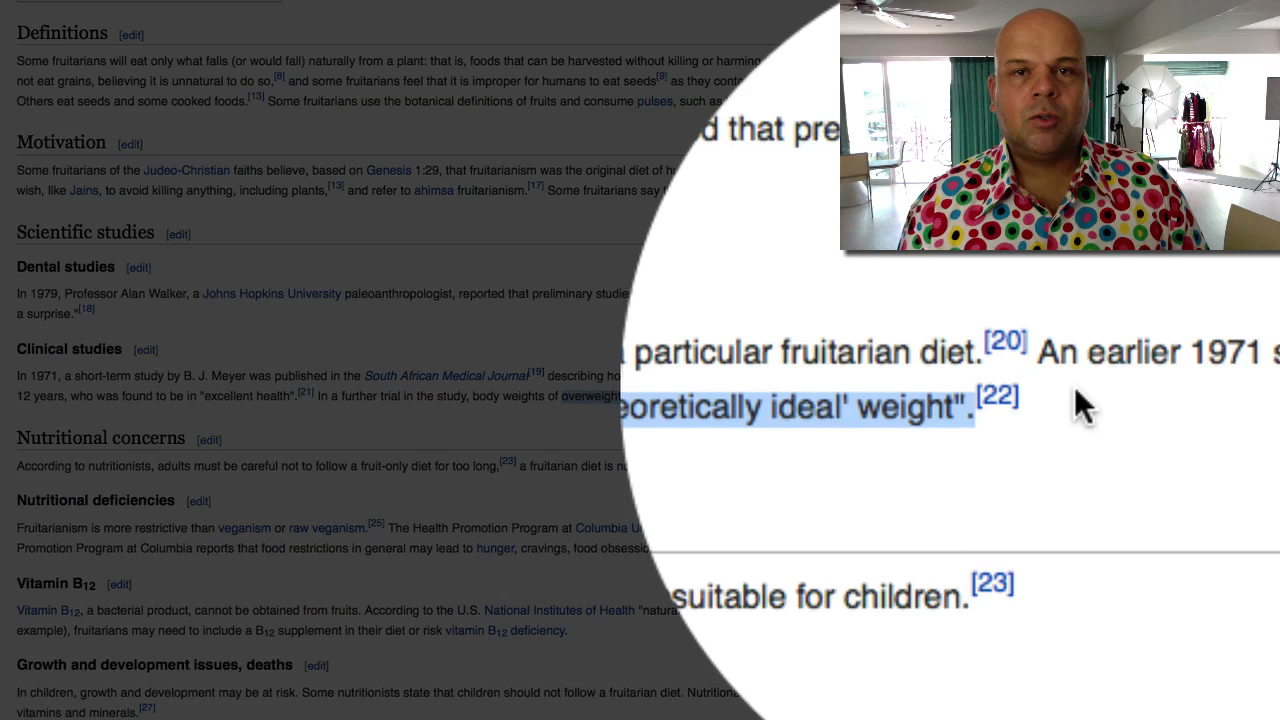 Definitions [edit]
Some fruitarians will eat only what falls (or would fall) naturally from a plant: that is, foods that can be harvested without killing or harming
not eat grains, believing it is unnatural to do so,[8] and some fruitarians feel that it is improper for humans to eat seeds[9] as they
Others eat seeds and some cooked foods.[13] Some fruitarians use the botanical definitions of fruits and consume pulses, such as
d that pre
Motivation [edit]
Some fruitarians of the Judeo-Christian faiths believe, based on Genesis 1:29, that fruitarianism was the original diet of
wish, like Jains, to avoid killing anything, including plants,[13] and refer to ahimsa fruitarianism.[17] Some fruitarians say
Scientific studies [edit]
Dental studies [edit]
In 1979, Professor Alan Walker, a Johns Hopkins University paleoanthropologist, reported that preliminary studie
a surprise."[18]
Clinical studies [edit]
In 1971, a short-term study by B. J. Meyer was published in the South African Medical Journal[19] describing ho
12 years, who was found to be in "excellent health".[21] In a further trial in the study, body weights of overweight
particular fruitarian diet.[20] An earlier 1971 s
eoretically ideal' weight".[22]
Nutritional concerns [edit]
According to nutritionists, adults must be careful not to follow a fruit-only diet for too long,[23] a fruitarian diet is
suitable for children.[23]
Nutritional deficiencies [edit]
Fruitarianism is more restrictive than veganism or raw veganism.[25] The Health Promotion Program at Columbia
Promotion Program at Columbia reports that food restrictions in general may lead to hunger, cravings, food obsessi
Vitamin B12 [edit]
Vitamin B12, a bacterial product, cannot be obtained from fruits. According to the U.S. National Institutes of Health "natura
example), fruitarians may need to include a B12 supplement in their diet or risk vitamin B12 deficiency.
Growth and development issues, deaths [edit]
In children, growth and development may be at risk. Some nutritionists state that children should not follow a fruitarian diet. Nutritiona
vitamins and minerals.[27]